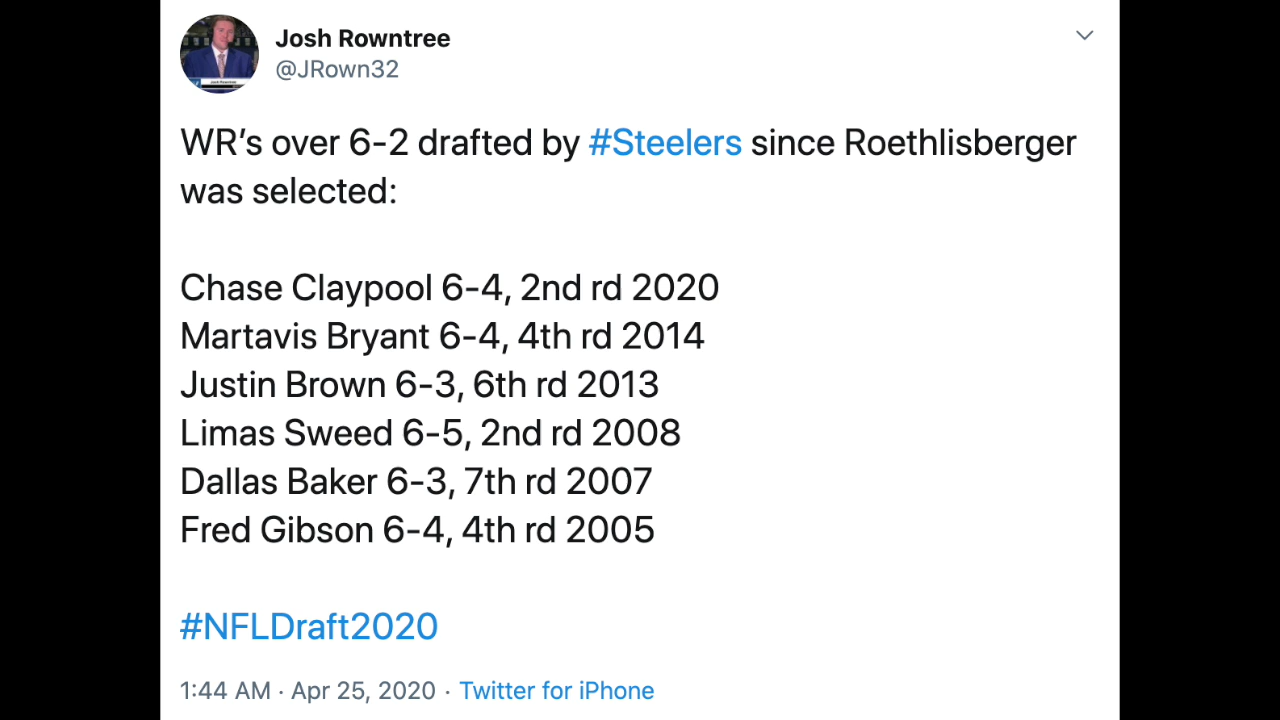 Josh Rowntree
@JRown32
WR's over 6-2 drafted by #Steelers since Roethlisberger
was selected:
Chase Claypool 6-4, 2nd rd 2020
Martavis Bryant 6-4, 4th rd 2014
Justin Brown 6-3, 6th rd 2013
Limas Sweed 6-5, 2nd rd 2008
Dallas Baker 6-3, 7th rd 2007
Fred Gibson 6-4, 4th rd 2005
#NFLDraft2020
1:44 AM · Apr 25, 2020 · Twitter for iPhone